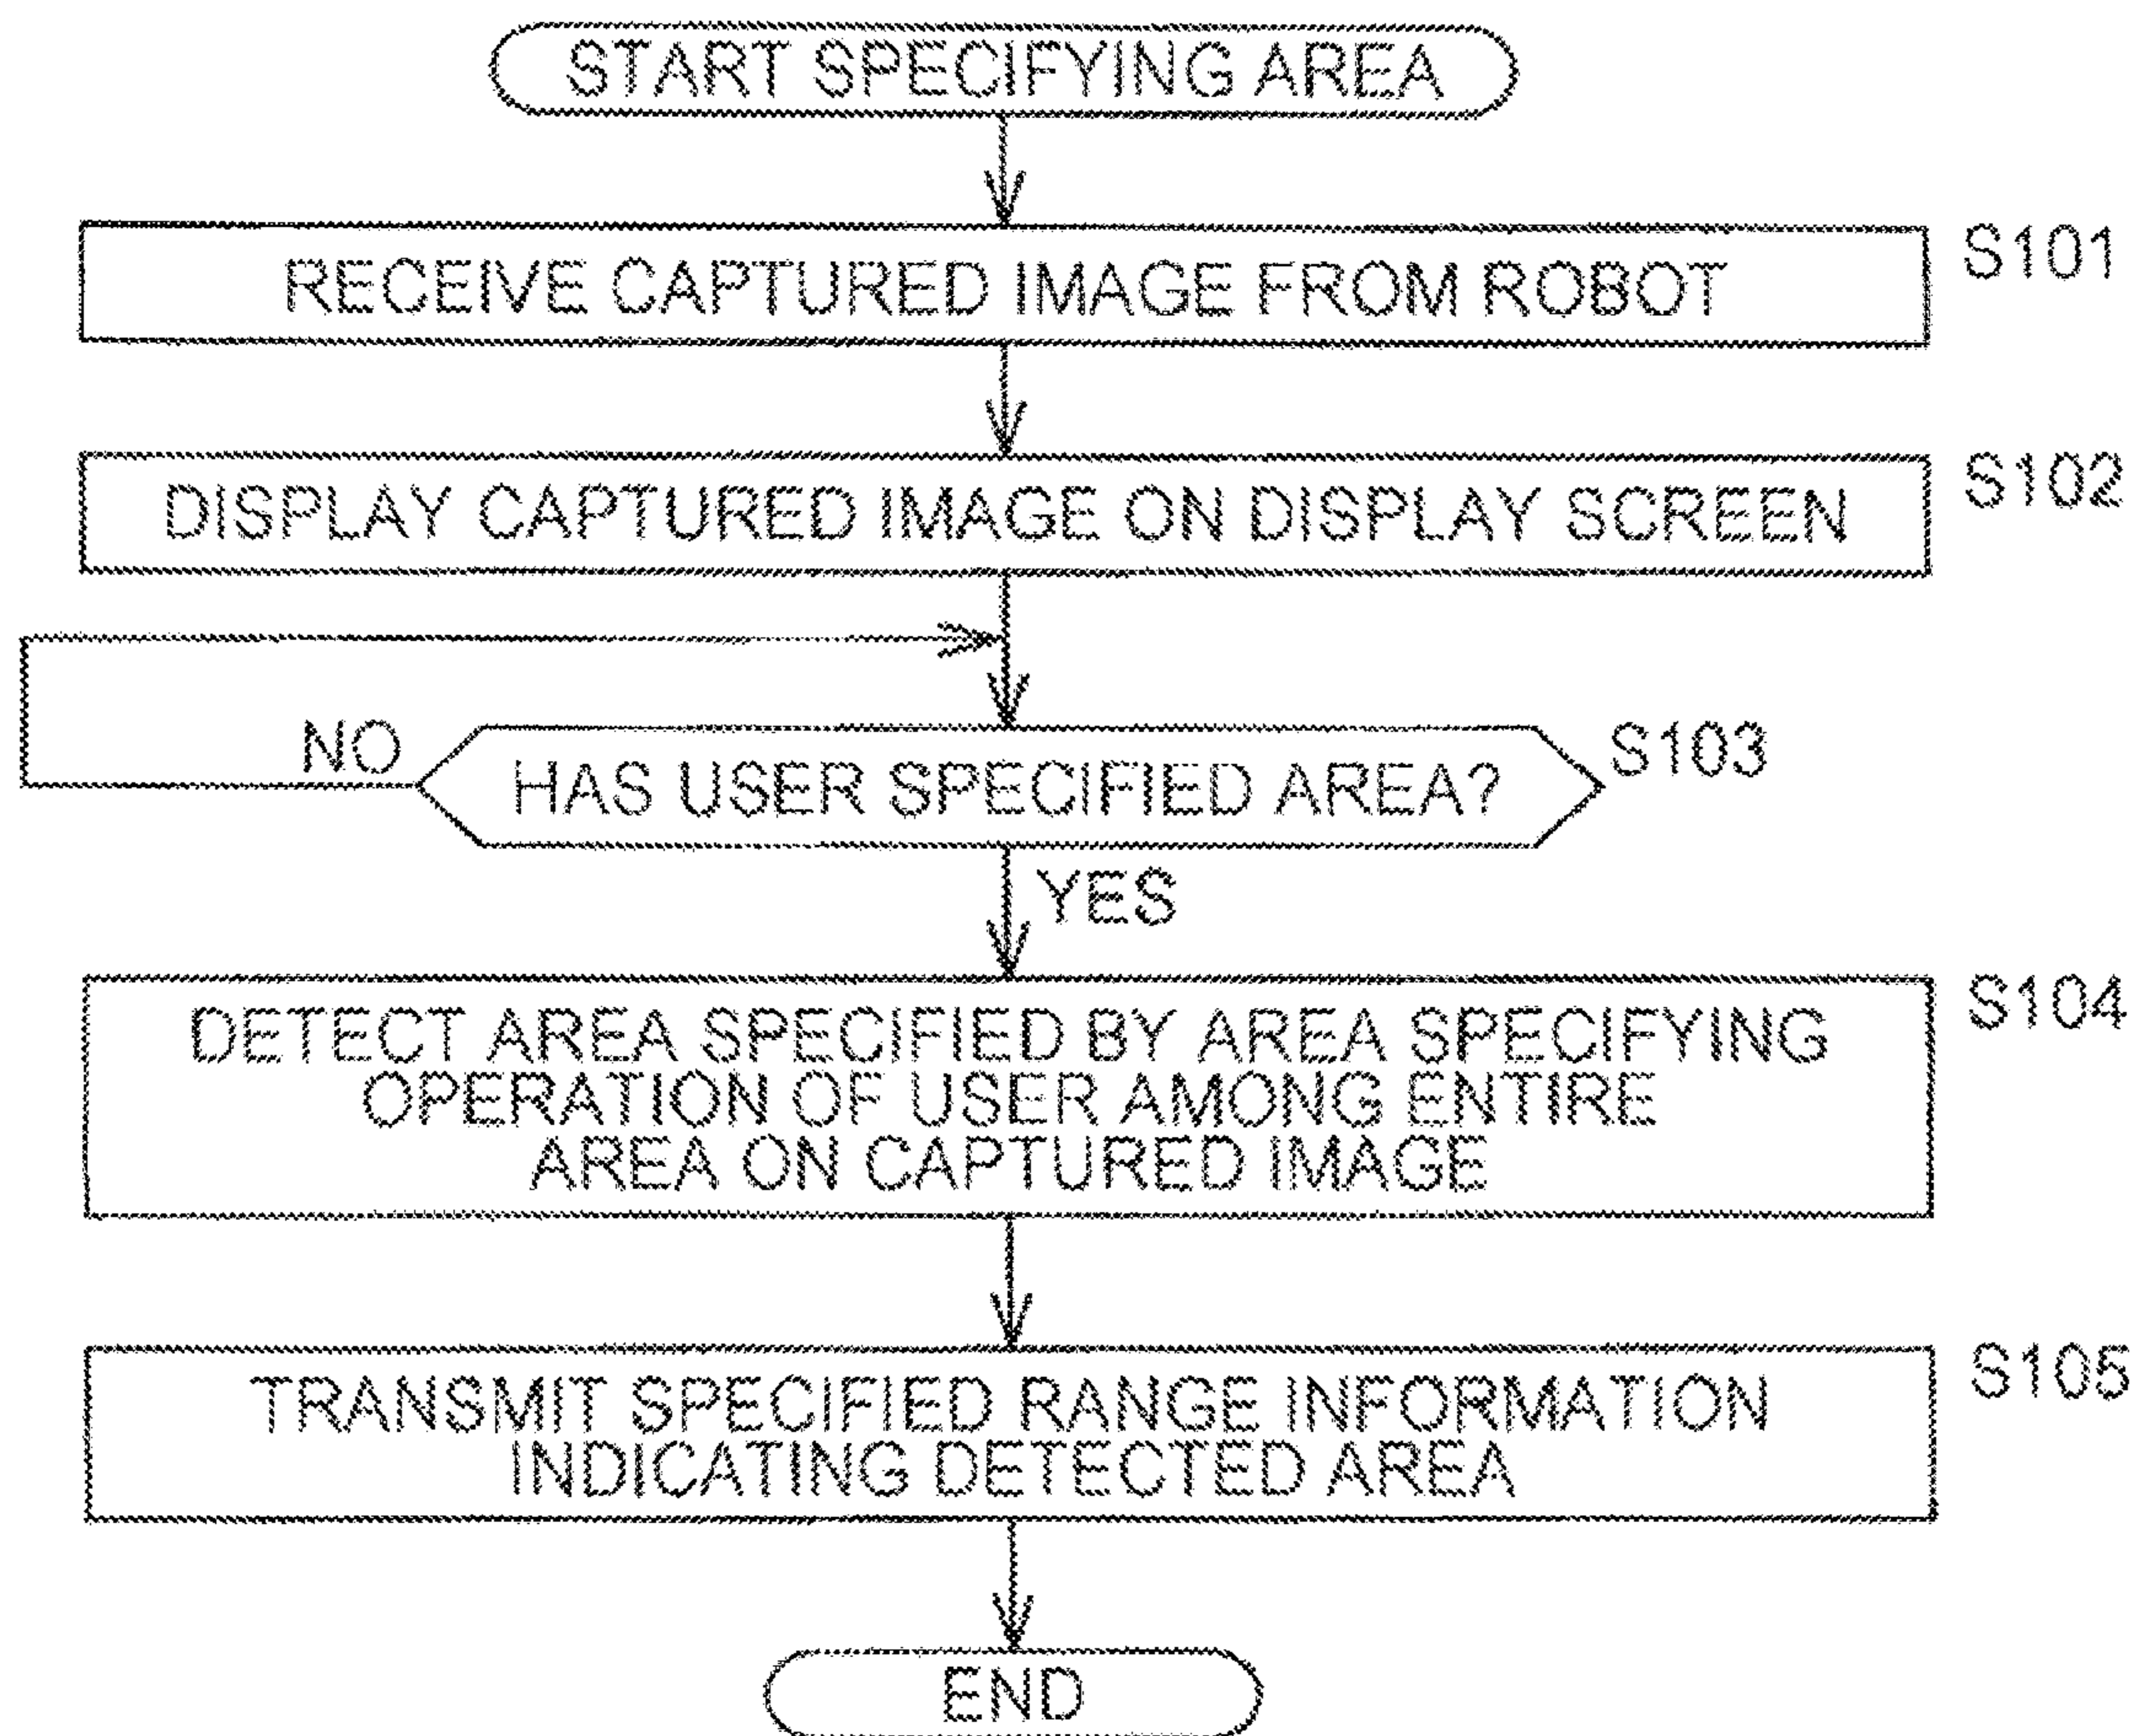 START SPECIFYING AREA
RECEIVE CAPTURED IMAGE FROM ROBOT
S101
DISPLAY CAPTURED IMAGE ON DISPLAY SCREEN
S102
NO
HAS USER SPECIFIED AREA?
S103
YES
DETECT AREA SPECIFIED BY AREA SPECIFYING
OPERATION OF USER AMONG ENTIRE
AREA ON CAPTURED IMAGE
S104
TRANSMIT SPECIFIED RANGE INFORMATION
INDICATING DETECTED AREA
S105
END